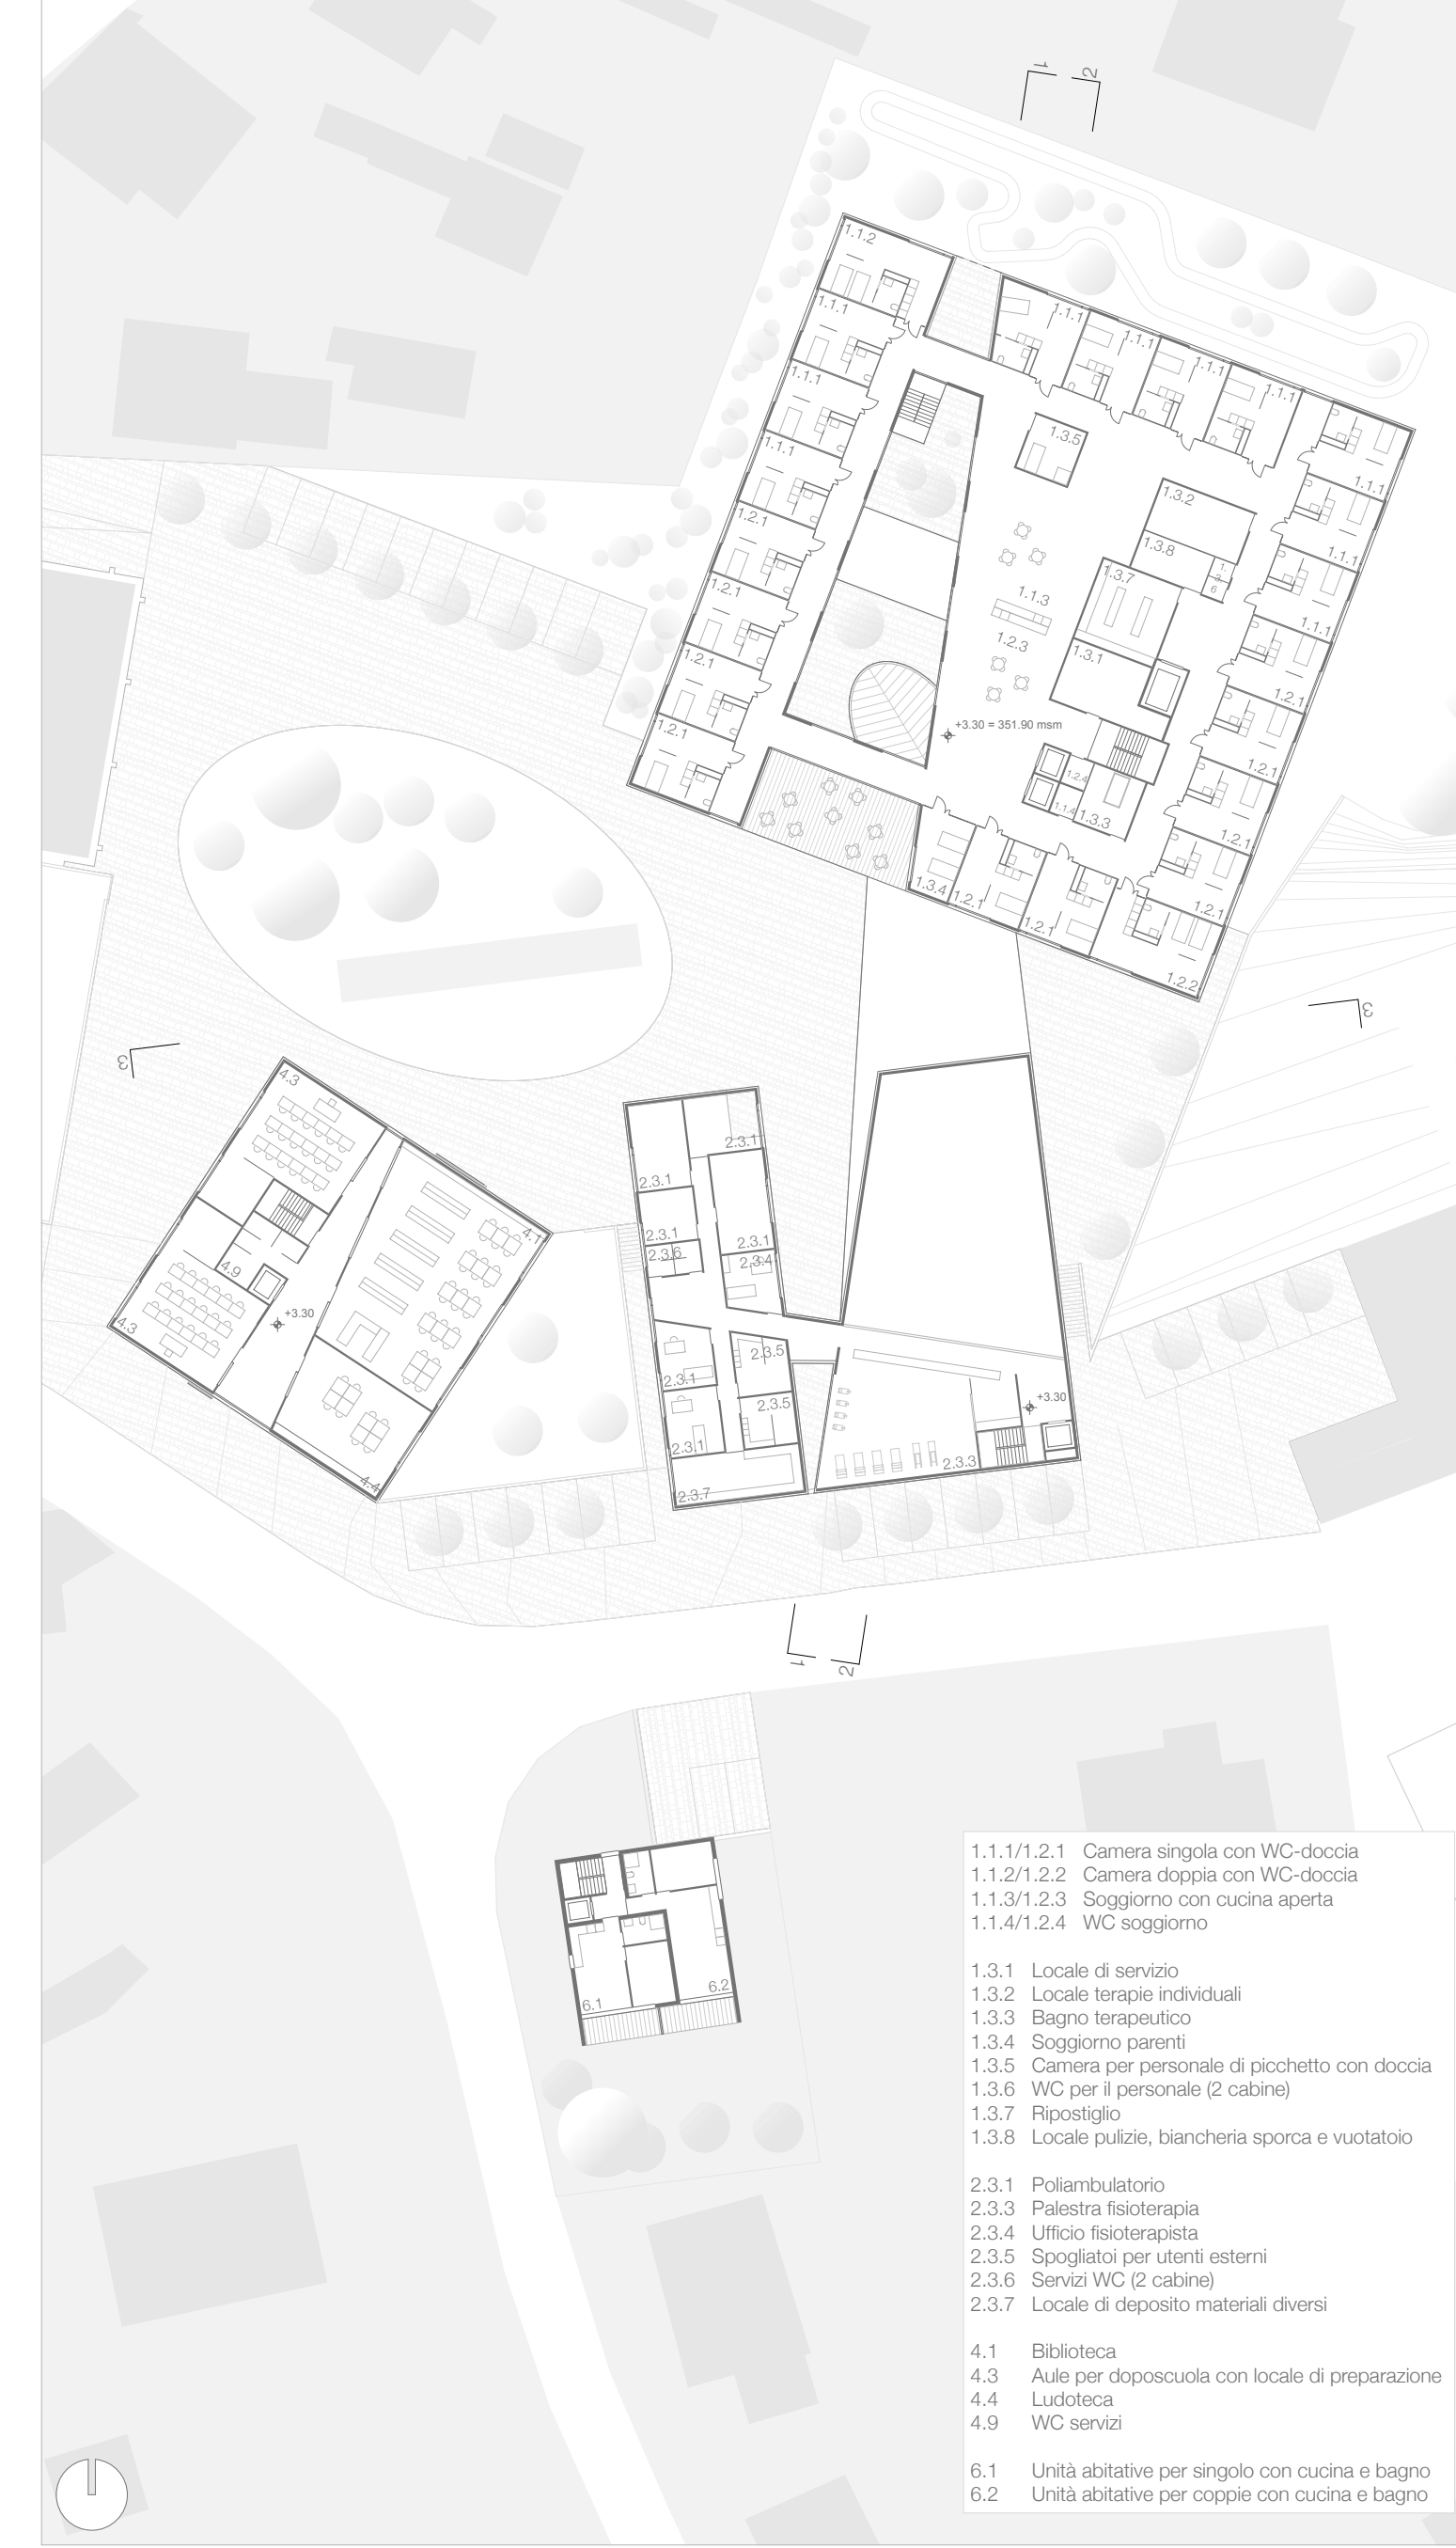 1
2
1.1.2
1.1.1
1.1.1
1.1.1
1.2.1
1.2.1
1.2.1
1.2.1
1.1.1
1.1.1
1.1.1
1.1.1
1.1.1
1.1.1
1.1.1
1.2.1
1.2.1
1.2.1
1.2.1
1.2.2
1.3.5
1.3.2
1.3.8
1.
3.
6
1.3.7
1.1.3
1.2.3
1.3.1
+3.30 = 351.90 msm
1.2.4
1.1.4
1.3.3
1.3.4
1.2.1
1.2.1
3
3
4.3
4.1
4.9
+3.30
4.3
4.4
2.3.1
2.3.1
2.3.1
2.3.1
2.3.6
2.3.4
2.3.1
2.3.5
2.3.5
2.3.1
2.3.7
+3.30
2.3.3
1
2
6.1
6.2
1.1.1/1.2.1 Camera singola con WC-doccia
1.1.2/1.2.2 Camera doppia con WC-doccia
1.1.3/1.2.3 Soggiorno con cucina aperta
1.1.4/1.2.4 WC soggiorno
1.3.1 Locale di servizio
1.3.2 Locale terapie individuali
1.3.3 Bagno terapeutico
1.3.4 Soggiorno parenti
1.3.5 Camera per personale di picchetto con doccia
1.3.6 WC per il personale (2 cabine)
1.3.7 Ripostiglio
1.3.8 Locale pulizie, biancheria sporca e vuotatoio
2.3.1 Poliambulatorio
2.3.3 Palestra fisioterapia
2.3.4 Ufficio fisioterapista
2.3.5 Spogliatoi per utenti esterni
2.3.6 Servizi WC (2 cabine)
2.3.7 Locale di deposito materiali diversi
4.1 Biblioteca
4.3 Aule per doposcuola con locale di preparazione
4.4 Ludoteca
4.9 WC servizi
6.1 Unità abitative per singolo con cucina e bagno
6.2 Unità abitative per coppie con cucina e bagno